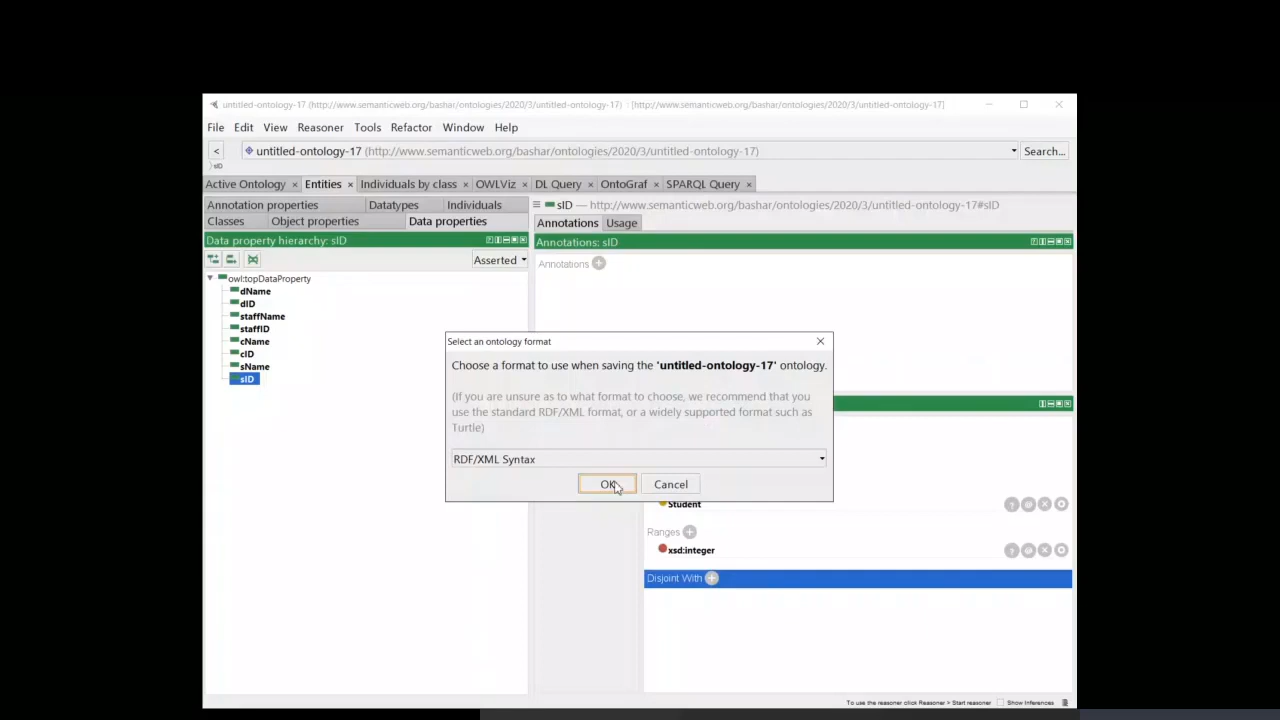 untitled-ontology-17 (http://www.semanticweb.org/bashar/ontologies/2020/3/untitled-ontology-17) : [http://www.semanticweb.org/bashar/ontologies/2020/3/untitled-ontology-17]
File Edit View Reasoner Tools Refactor Window Help
< untitled-ontology-17 (http://www.semanticweb.org/bashar/ontologies/2020/3/untitled-ontology-17) Search...
sID
Active Ontology × Entities × Individuals by class × OWLViz × DL Query × OntoGraf × SPARQL Query ×
Annotation properties Datatypes Individuals
Classes Object properties Data properties
Data property hierarchy: sID
Asserted
owl:topDataProperty
dName
dID
staffName
staffID
cName
cID
sName
sID
sID — http://www.semanticweb.org/bashar/ontologies/2020/3/untitled-ontology-17#sID
Annotations Usage
Annotations: sID
Annotations
Select an ontology format
Choose a format to use when saving the 'untitled-ontology-17' ontology.
(If you are unsure as to what format to choose, we recommend that you
use the standard RDF/XML format, or a widely supported format such as
Turtle)
RDF/XML Syntax
OK Cancel
Student
Ranges
xsd:integer
Disjoint With
To use the reasoner click Reasoner > Start reasoner Show Inferences